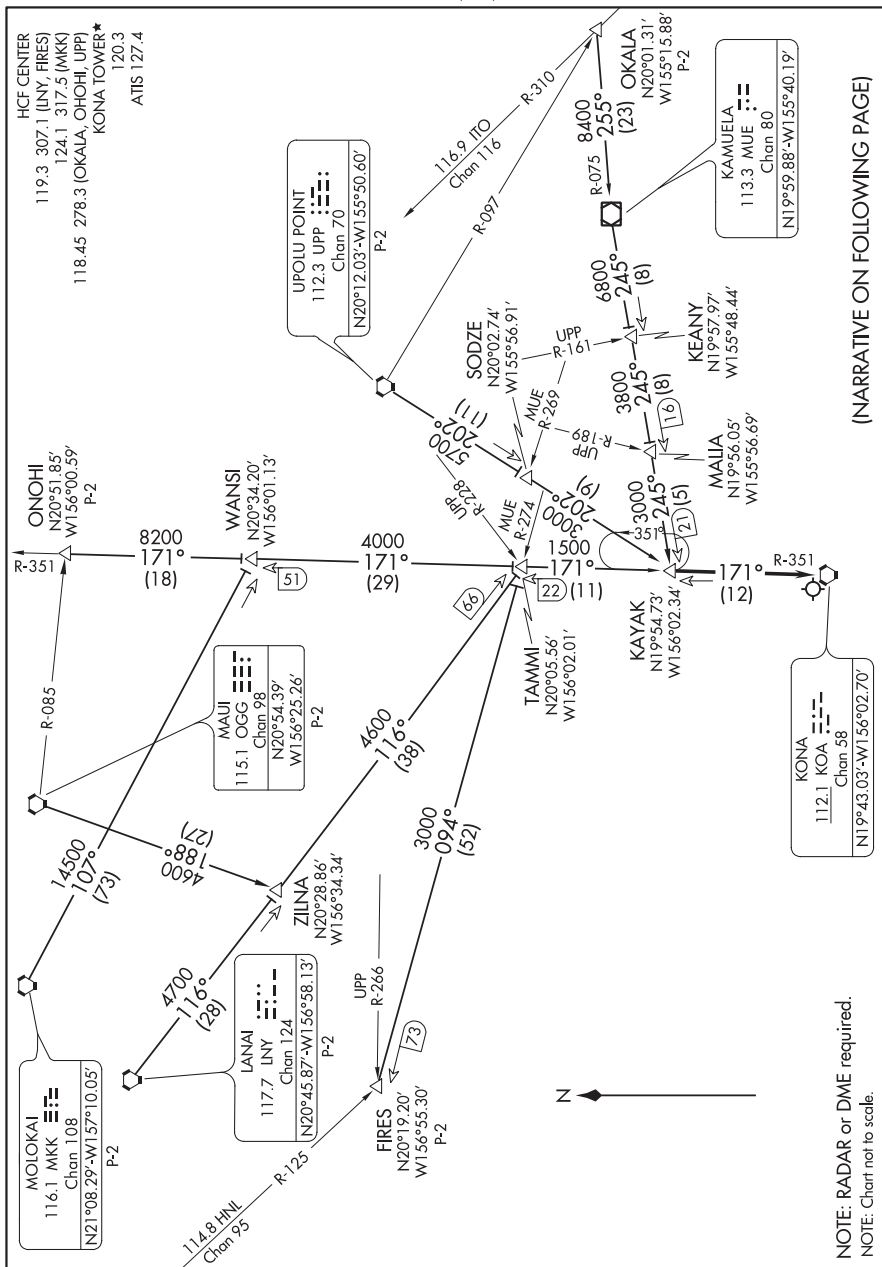 HCF CENTER
119.3 307.1 (LNY, FIRES)
124.1 317.5 (MKK)
118.45 278.3 (OKALA, OHOHI, UPP)
KONA TOWER★
120.3
ATIS 127.4
MOLOKAI
116.1 MKK
Chan 108
N21°08.29'-W157°10.05'
P-2
14500
107°
(73)
MAUI
115.1 OGG
Chan 98
N20°54.39'
W156°25.26'
P-2
R-085
4600
188°
(27)
ONOHI
N20°51.85'
W156°00.59'
P-2
R-351
8200
171°
(18)
WANSI
N20°34.20'
W156°01.13'
51
4000
171°
(29)
LANAI
117.7 LNY
Chan 124
N20°45.87'-W156°58.13'
P-2
4700
116°
(28)
ZILNA
N20°28.86'
W156°34.34'
4600
116°
(38)
66
114.8 HNL
Chan 95
R-125
FIRES
N20°19.20'
W156°55.30'
P-2
UPP
R-266
73
3000
094°
(52)
TAMMI
N20°05.56'
W156°02.01'
22
1500
171°
(11)
UPOLU POINT
112.3 UPP
Chan 70
N20°12.03'-W155°50.60'
P-2
116.9 ITO
Chan 116
R-310
R-097
OKALA
N20°01.31'
W155°15.88'
P-2
8400
255°
(23)
R-075
KAMUELA
113.3 MUE
Chan 80
N19°59.88'-W155°40.19'
6800
245°
(8)
KEANY
N19°57.97'
W155°48.44'
UPP
R-161
3800
245°
(8)
16
MALIA
N19°56.05'
W155°56.69'
UPP
R-189
3000
245°
(5)
21
SODZE
N20°02.74'
W155°56.91'
MUE
R-269
5700
202°
(11)
UPP
R-228
MUE
R-274
3000
202°
(9)
351°
KAYAK
N19°54.73'
W156°02.34'
171°
(12)
R-351
KONA
112.1 KOA
Chan 58
N19°43.03'-W156°02.70'
N
NOTE: RADAR or DME required.
NOTE: Chart not to scale.
(NARRATIVE ON FOLLOWING PAGE)